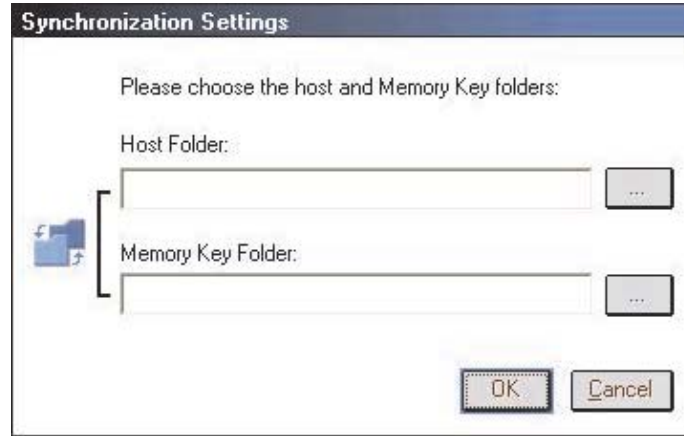 Synchronization Settings
Please choose the host and Memory Key folders:
Host Folder:
...
Memory Key Folder:
...
OK Cancel